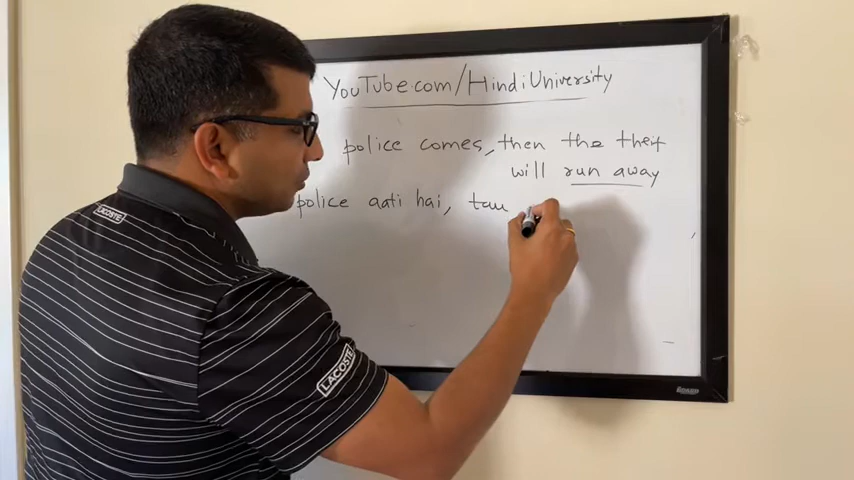 YouTube.com/HindiUniversity
police comes, then the theif
will run away
police aati hai, tau
LACOSTE
LACOSTE